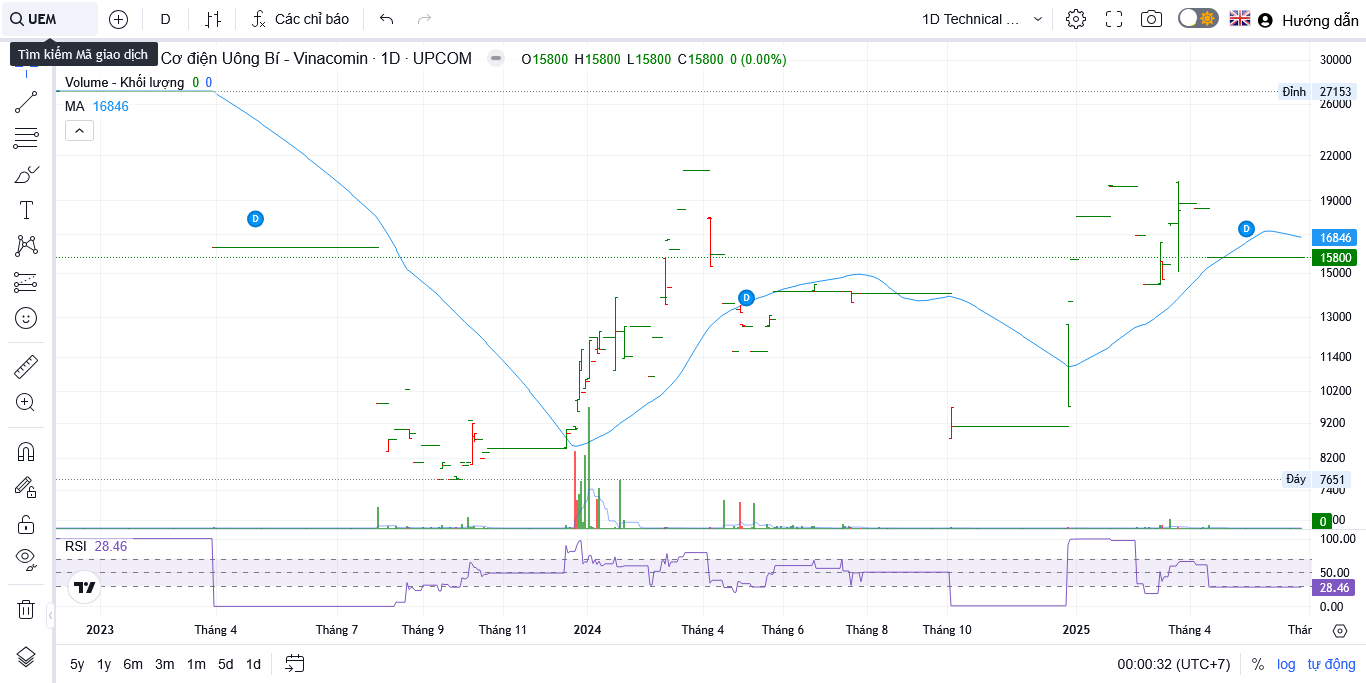 UEM D Các chỉ báo 1D Technical ... Hướng dẫn
Tìm kiếm Mã giao dịch
Cơ điện Uông Bí - Vinacomin · 1D · UPCOM O15800 H15800 L15800 C15800 0 (0.00%)
Volume - Khối lượng 0 0
MA 16846
30000
Đỉnh 27153
26000
22000
19000
D
D
16846
15800
15000
D
13000
11400
10200
9200
8200
Đáy 7651
7400
0
00
RSI 28.46
100.00
50.00
28.46
0.00
2023 Tháng 4 Tháng 7 Tháng 9 Tháng 11 2024 Tháng 4 Tháng 6 Tháng 8 Tháng 10 2025 Tháng 4 Thár
5y 1y 6m 3m 1m 5d 1d 00:00:32 (UTC+7) % log tự động